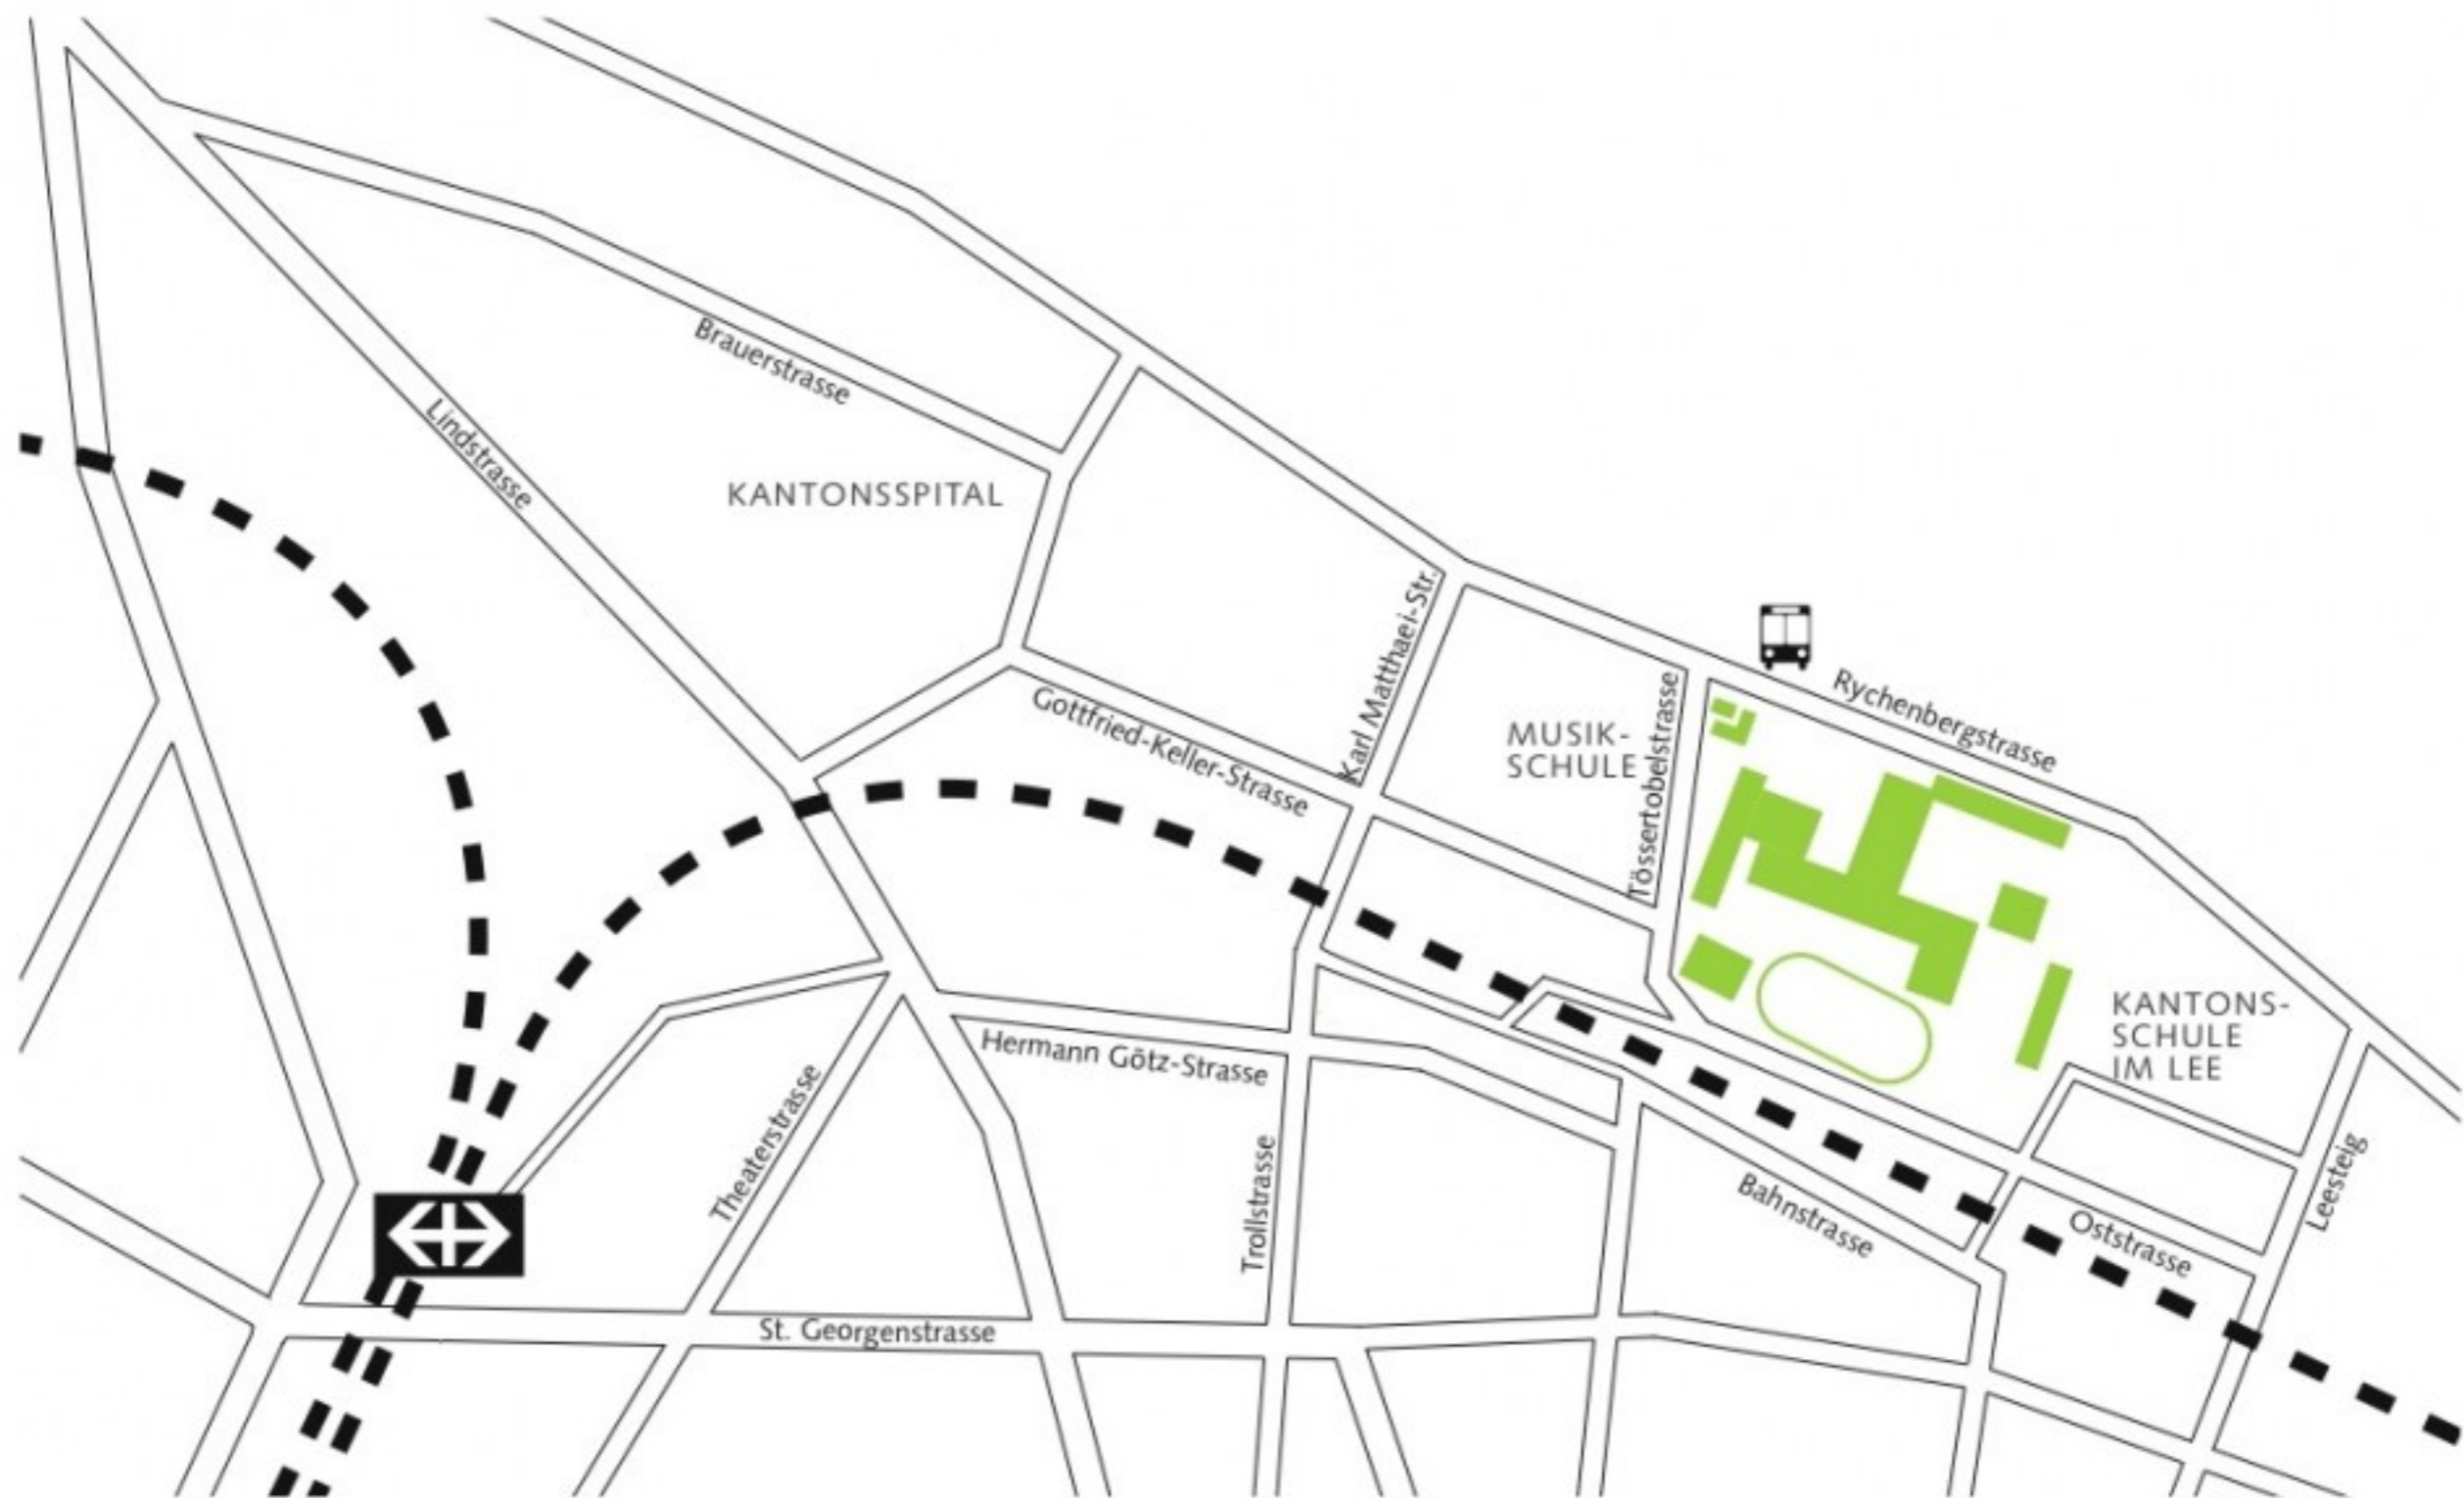 Brauerstrasse
Lindstrasse
KANTONSSPITAL
Karl Matthaei-Str.
Gottfried-Keller-Strasse
MUSIK-
SCHULE
Tössertobelstrasse
Rychenbergstrasse
KANTONS-
SCHULE
IM LEE
Hermann Götz-Strasse
Theaterstrasse
Trollstrasse
Bahnstrasse
Oststrasse
Leesteig
St. Georgenstrasse